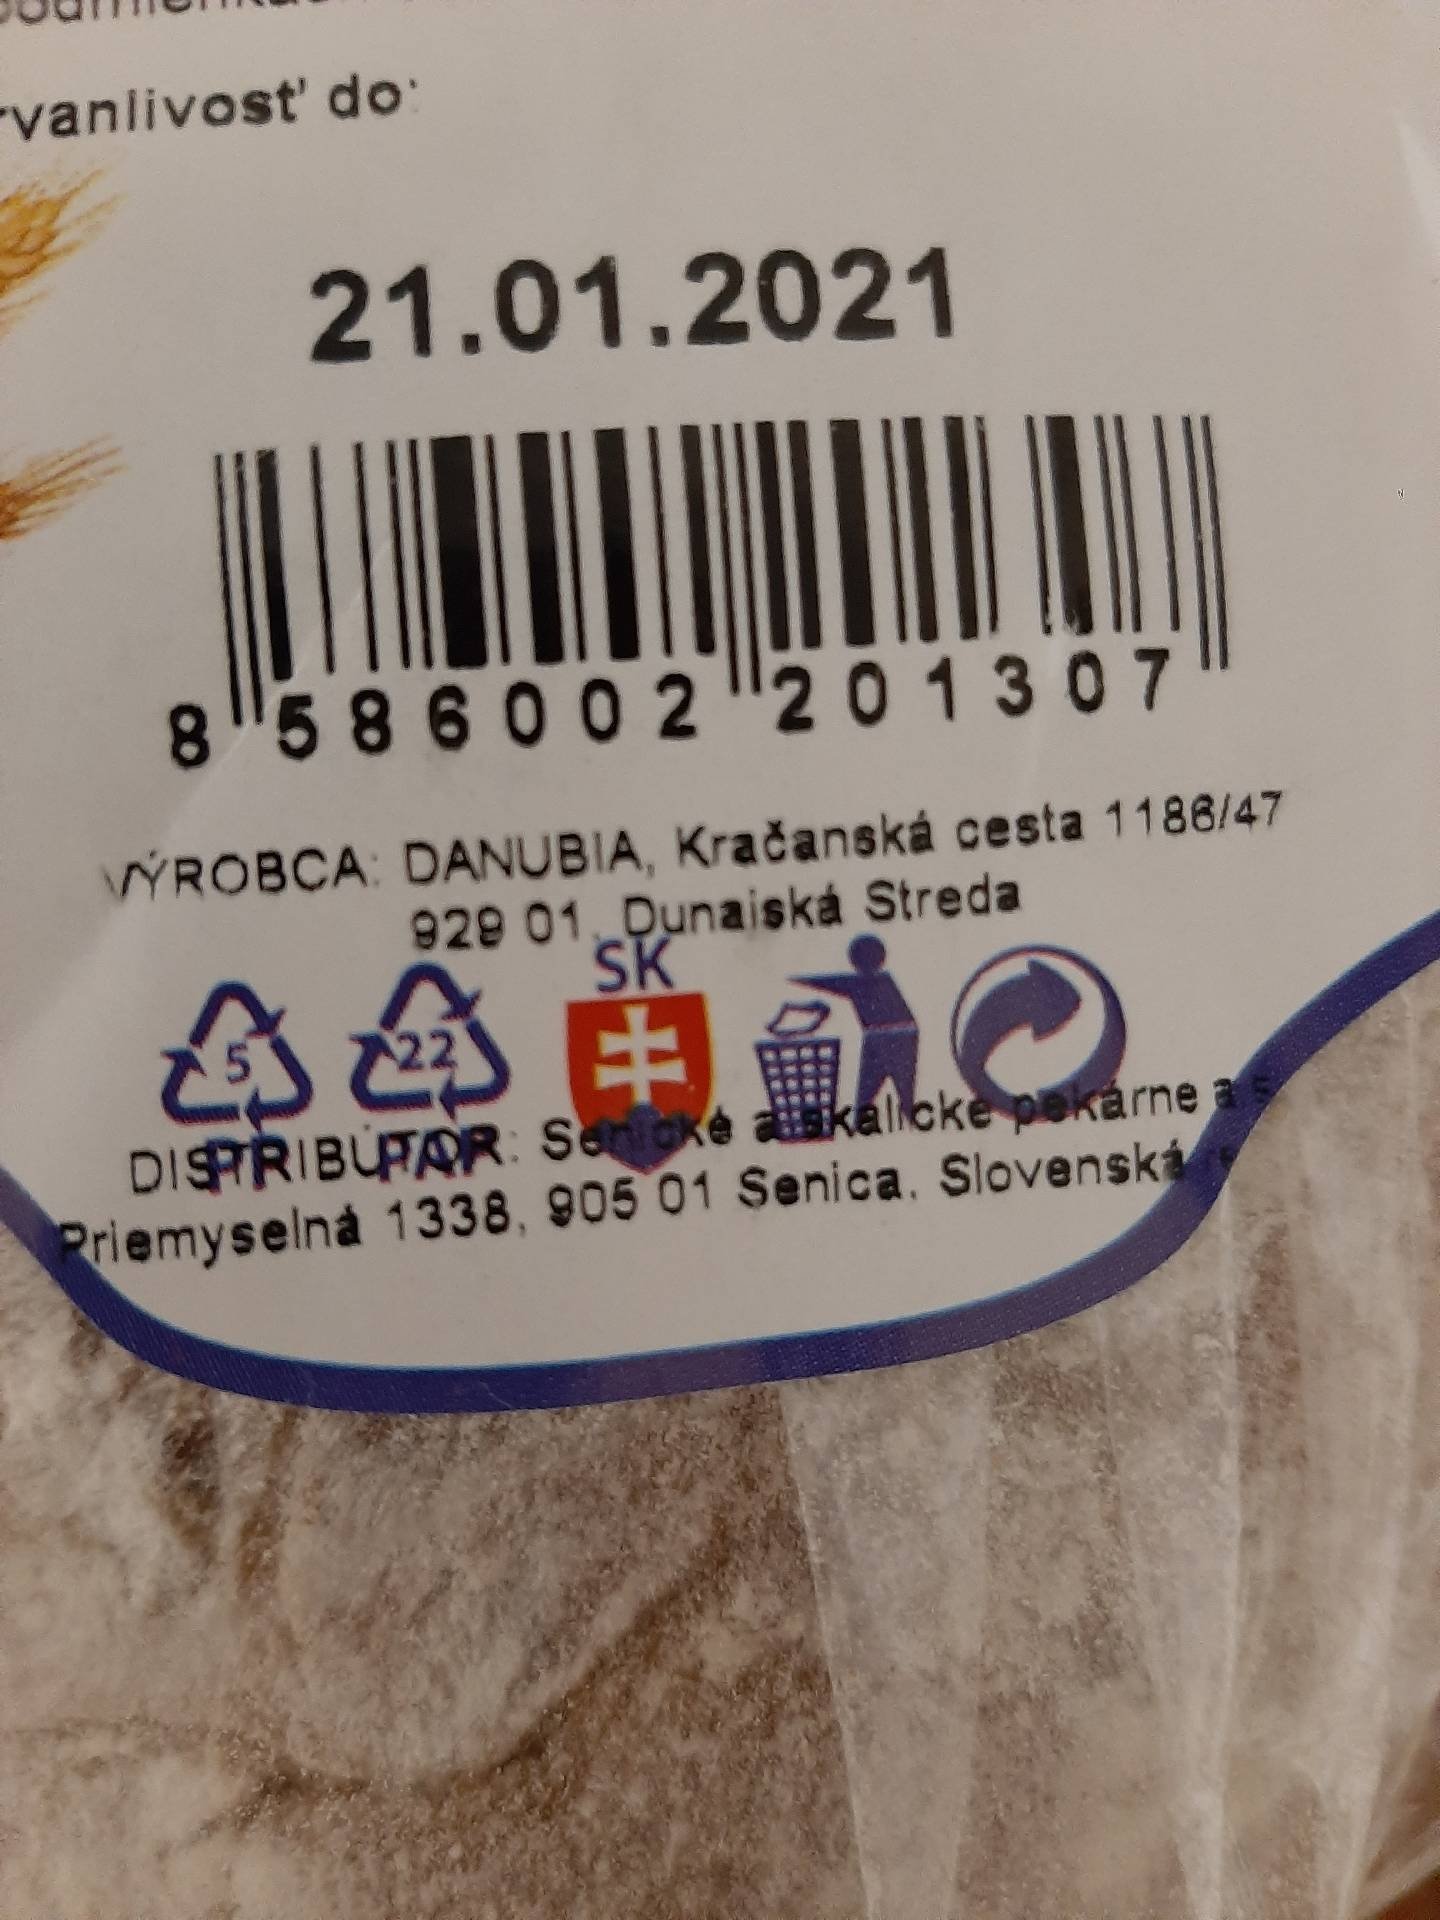 rvanlivosť do:
21.01.2021
8 586002 201307
VÝROBCA: DANUBIA, Kračanská cesta 1186/47
929 01, Dunajská Streda
SK
5 22
PP PAP
DISTRIBÚTOR: Senické a skalické pekárne a s
Priemyselná 1338, 905 01 Senica, Slovenská